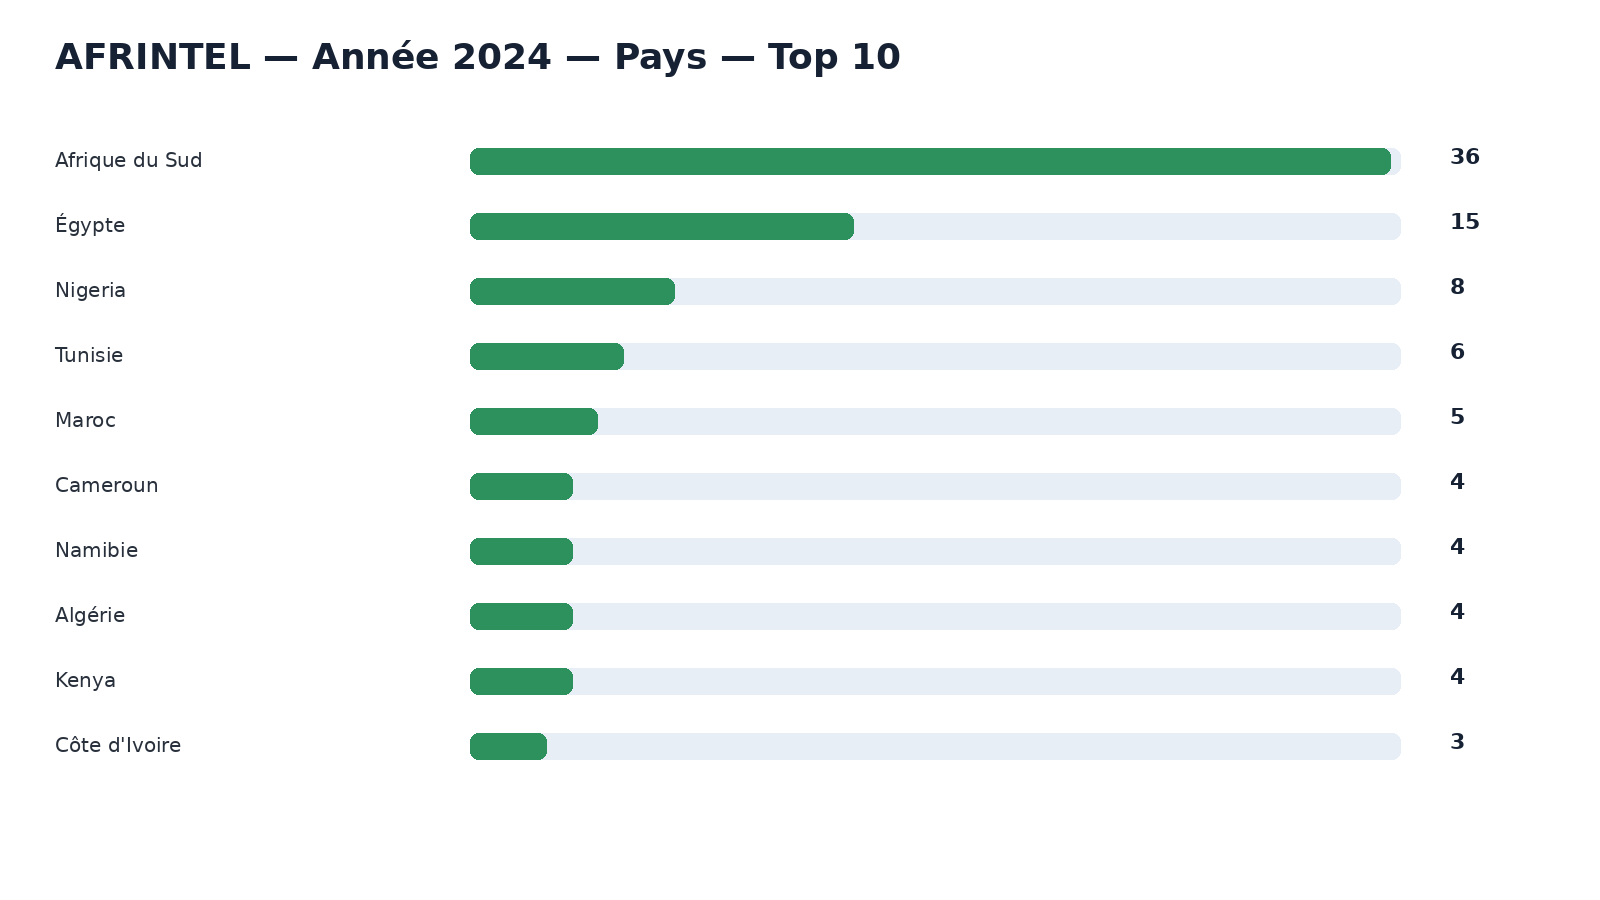 AFRINTEL — Année 2024 — Pays — Top 10
Afrique du Sud 36
Égypte 15
Nigeria 8
Tunisie 6
Maroc 5
Cameroun 4
Namibie 4
Algérie 4
Kenya 4
Côte d'Ivoire 3